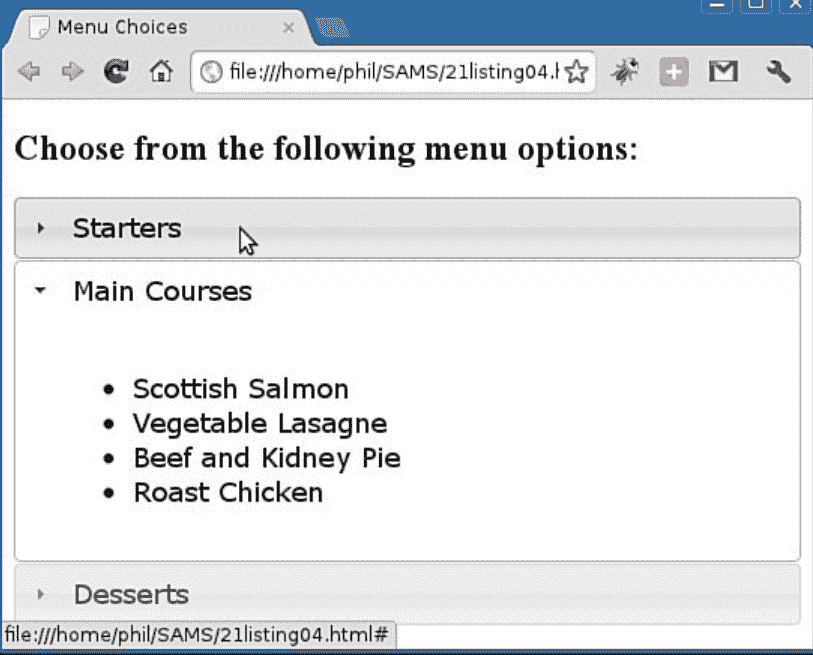 Menu Choices
file:///home/phil/SAMS/21listing04.h
Choose from the following menu options:
Starters
Main Courses
• Scottish Salmon
• Vegetable Lasagne
• Beef and Kidney Pie
• Roast Chicken
Desserts
file:///home/phil/SAMS/21listing04.html#